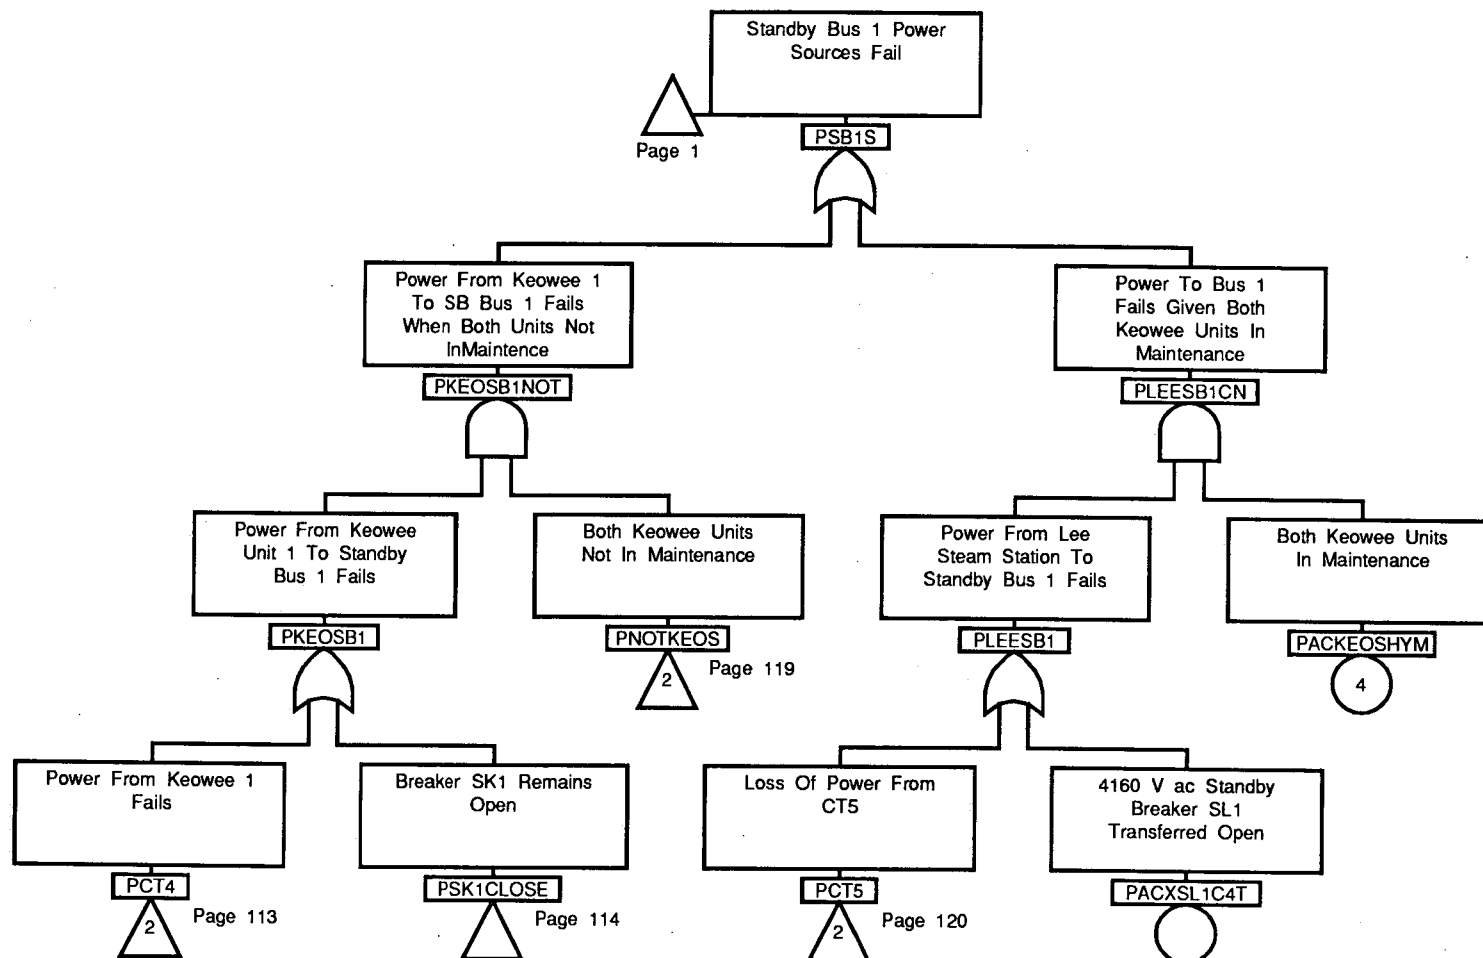 Standby Bus 1 Power
Sources Fail
Page 1
PSB1S
Power From Keowee 1
To SB Bus 1 Fails
When Both Units Not
InMaintence
PKEOSB1NOT
Power To Bus 1
Fails Given Both
Keowee Units In
Maintenance
PLEESB1CN
Power From Keowee
Unit 1 To Standby
Bus 1 Fails
PKEOSB1
Both Keowee Units
Not In Maintenance
PNOTKEOS
2
Page 119
Power From Lee
Steam Station To
Standby Bus 1 Fails
PLEESB1
Both Keowee Units
In Maintenance
PACKEOSHYM
4
Power From Keowee 1
Fails
PCT4
2
Page 113
Breaker SK1 Remains
Open
PSK1CLOSE
Page 114
Loss Of Power From
CT5
PCT5
2
Page 120
4160 V ac Standby
Breaker SL1
Transferred Open
PACXSL1C4T